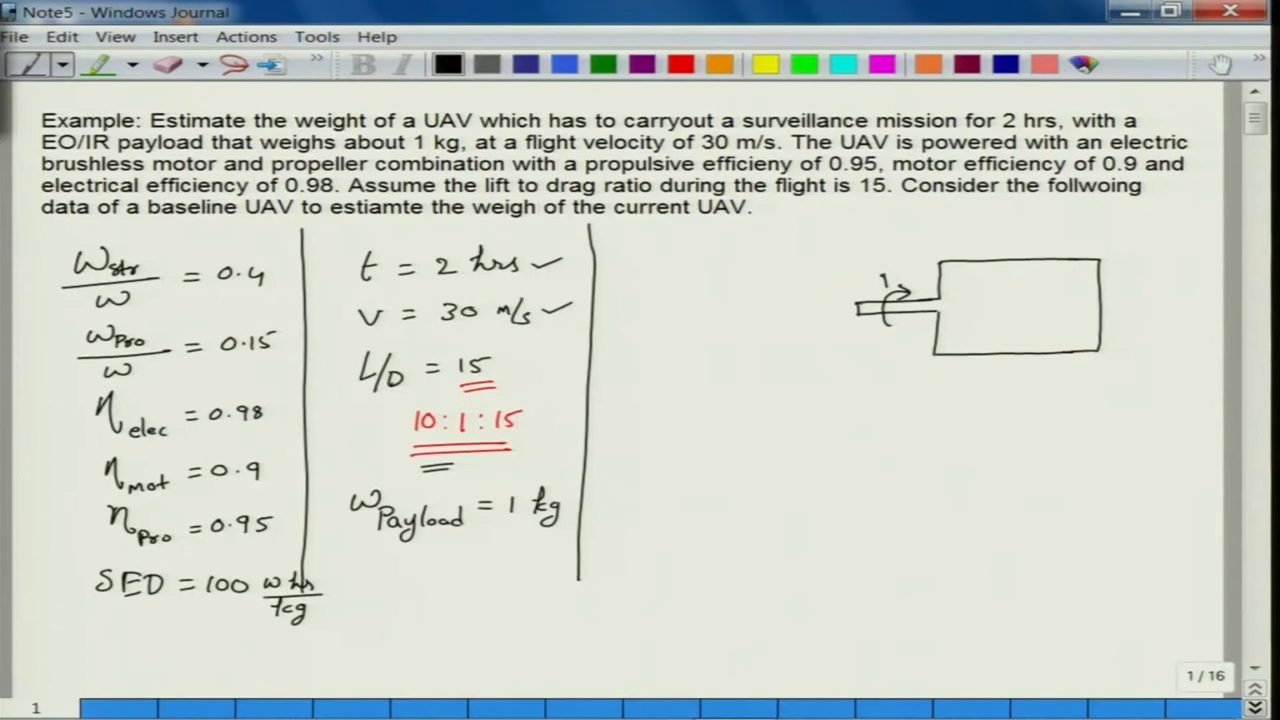 Note5 - Windows Journal
File Edit View Insert Actions Tools Help
Example: Estimate the weight of a UAV which has to carryout a surveillance mission for 2 hrs, with a
EO/IR payload that weighs about 1 kg, at a flight velocity of 30 m/s. The UAV is powered with an electric
brushless motor and propeller combination with a propulsive efficieny of 0.95, motor efficiency of 0.9 and
electrical efficiency of 0.98. Assume the lift to drag ratio during the flight is 15. Consider the follwoing
data of a baseline UAV to estiamte the weigh of the current UAV.
Wstr/W = 0.4
WPro/W = 0.15
ηelec = 0.98
ηmot = 0.9
ηPro = 0.95
SED = 100 W hr/kg
t = 2 hrs ✓
V = 30 m/s ✓
L/D = 15
10:1:15
WPayload = 1 kg
1 / 16
1